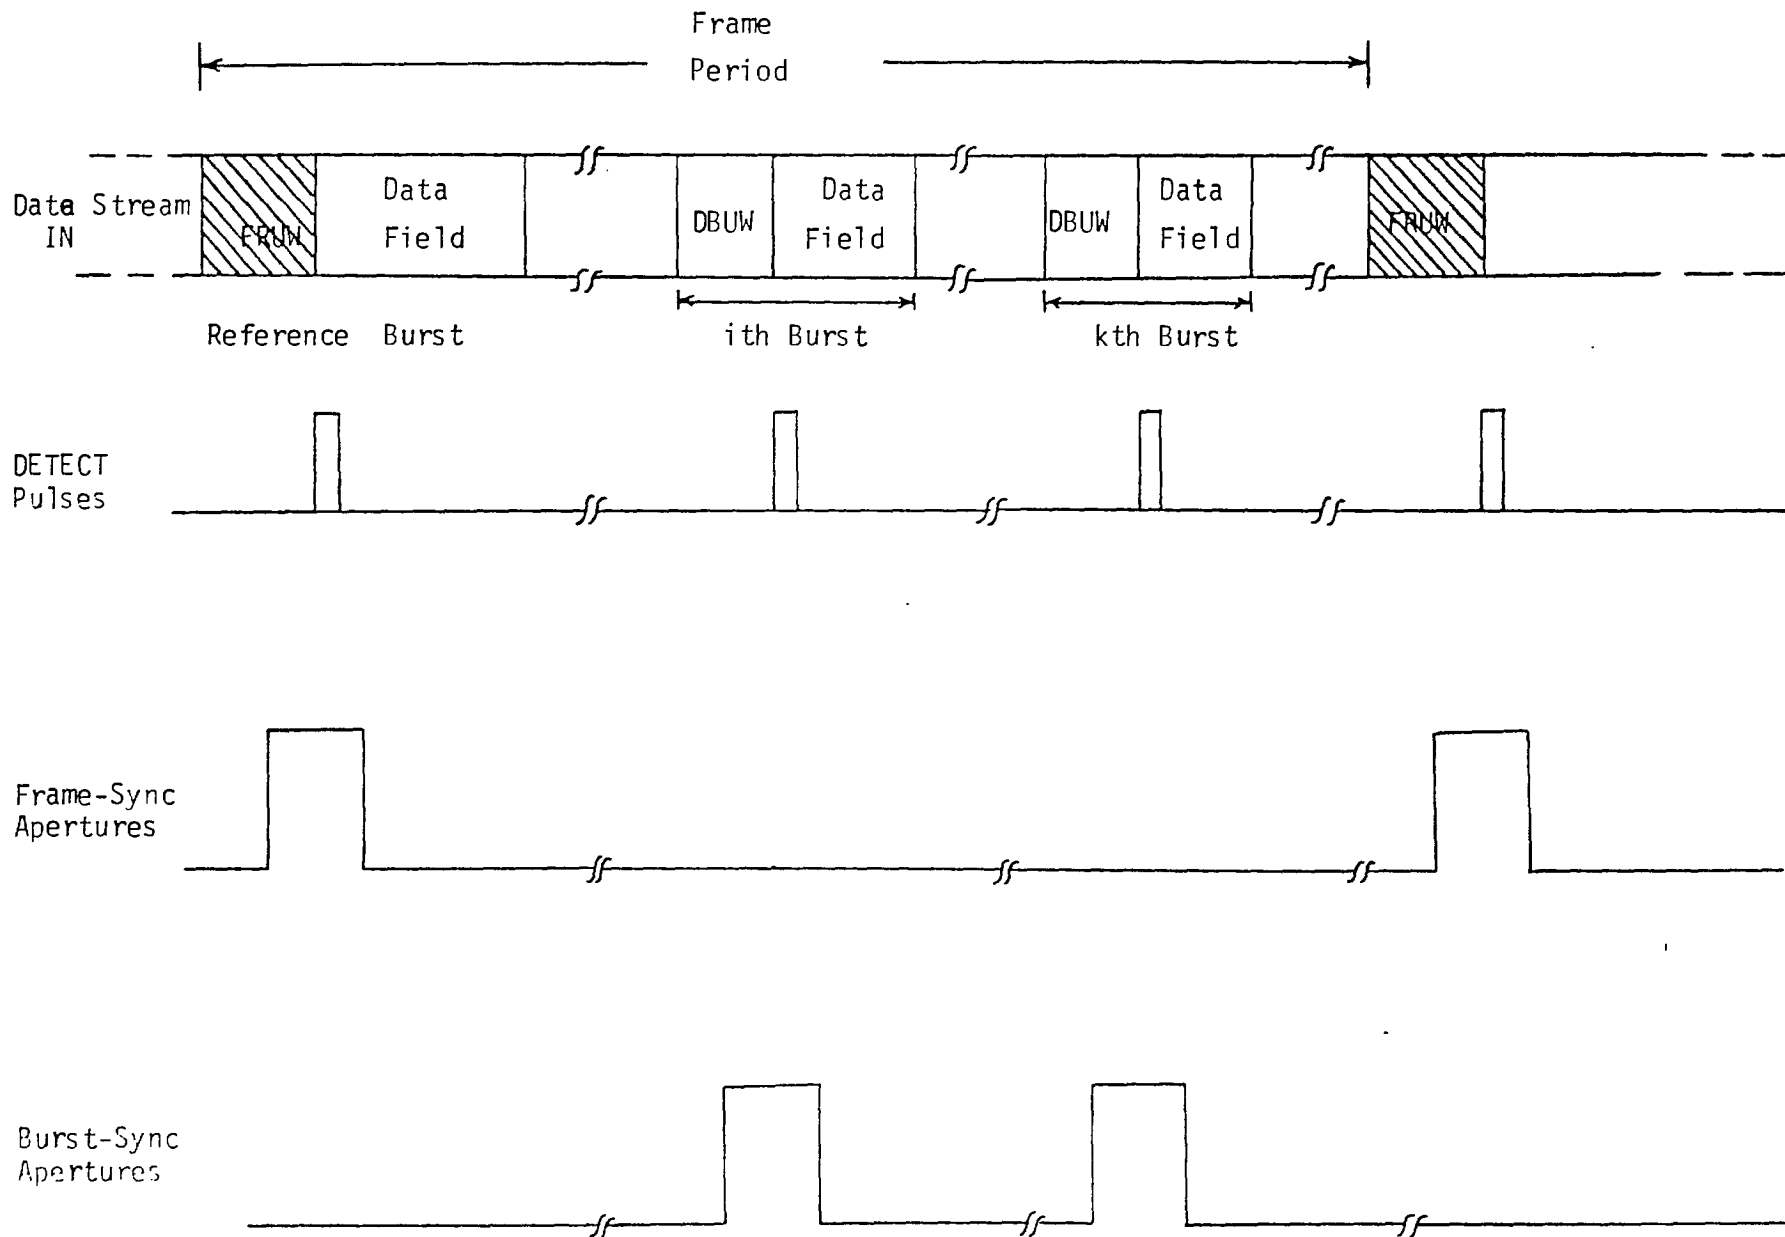 Frame
Period
Data Stream
IN
FRUW
Data
Field
DBUW
Data
Field
DBUW
Data
Field
FRUW
Reference Burst
ith Burst
kth Burst
DETECT
Pulses
Frame-Sync
Apertures
Burst-Sync
Apertures